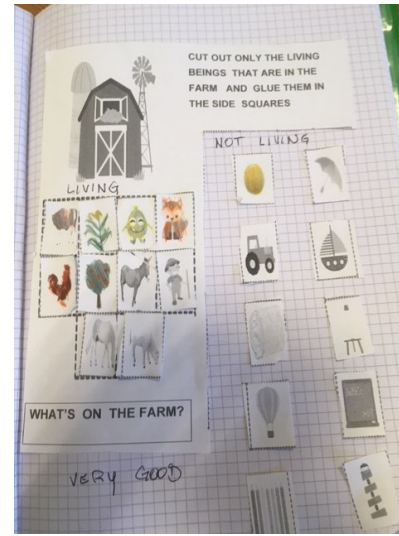 CUT OUT ONLY THE LIVING
BEINGS THAT ARE IN THE
FARM AND GLUE THEM IN
THE SIDE SQUARES
NOT LIVING
LIVING
WHAT'S ON THE FARM?
VERY GOOD